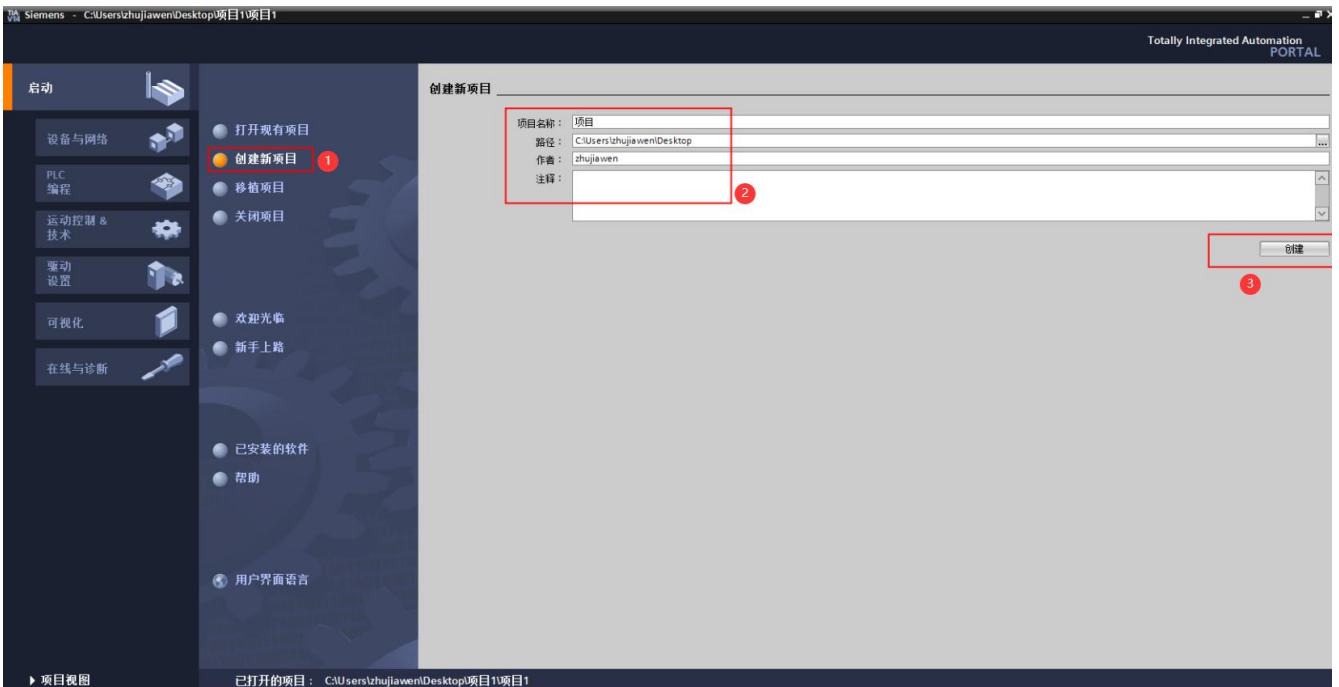 Siemens - C:\Users\zhujiawen\Desktop\项目1\项目1
Totally Integrated Automation
PORTAL
启动
设备与网络
PLC
编程
运动控制 &
技术
驱动
设置
可视化
在线与诊断
打开现有项目
创建新项目
1
移植项目
关闭项目
欢迎光临
新手上路
已安装的软件
帮助
用户界面语言
创建新项目
项目名称: 项目
路径: C:\Users\zhujiawen\Desktop
...
作者: zhujiawen
注释:
2
创建
3
项目视图
已打开的项目: C:\Users\zhujiawen\Desktop\项目1\项目1